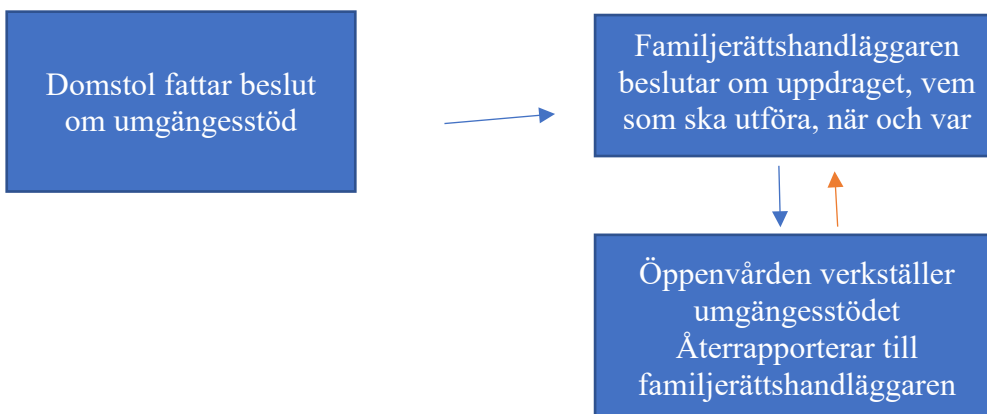 Domstol fattar beslut
om umgängesstöd
Familjerättshandläggaren
beslutar om uppdraget, vem
som ska utföra, när och var
Öppenvården verkställer
umgängesstödet
Återrapporterar till
familjerättshandläggaren